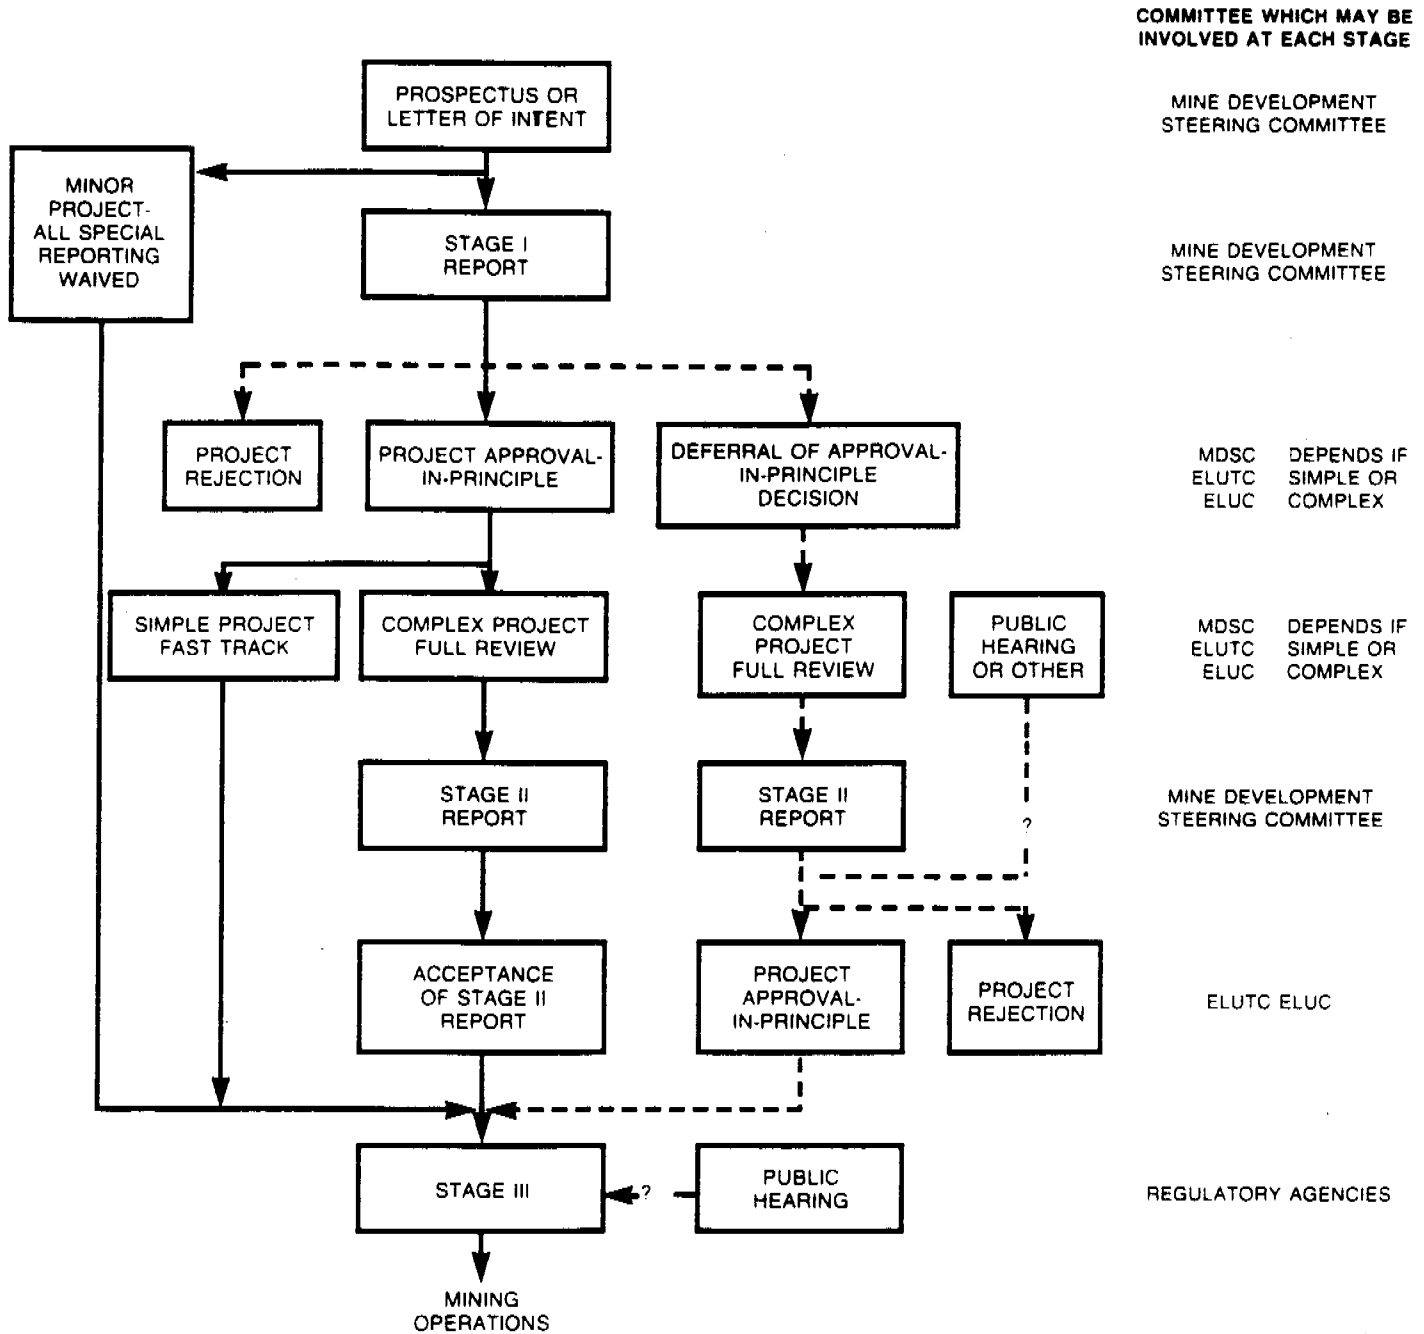 COMMITTEE WHICH MAY BE
INVOLVED AT EACH STAGE
PROSPECTUS OR
LETTER OF INTENT
MINE DEVELOPMENT
STEERING COMMITTEE
MINOR
PROJECT-
ALL SPECIAL
REPORTING
WAIVED
STAGE I
REPORT
MINE DEVELOPMENT
STEERING COMMITTEE
PROJECT
REJECTION
PROJECT APPROVAL-
IN-PRINCIPLE
DEFERRAL OF APPROVAL-
IN-PRINCIPLE
DECISION
MDSC DEPENDS IF
ELUTC SIMPLE OR
ELUC COMPLEX
SIMPLE PROJECT
FAST TRACK
COMPLEX PROJECT
FULL REVIEW
COMPLEX
PROJECT
FULL REVIEW
PUBLIC
HEARING
OR OTHER
MDSC DEPENDS IF
ELUTC SIMPLE OR
ELUC COMPLEX
STAGE II
REPORT
STAGE II
REPORT
?
MINE DEVELOPMENT
STEERING COMMITTEE
ACCEPTANCE
OF STAGE II
REPORT
PROJECT
APPROVAL-
IN-PRINCIPLE
PROJECT
REJECTION
ELUTC ELUC
STAGE III
?
PUBLIC
HEARING
REGULATORY AGENCIES
MINING
OPERATIONS